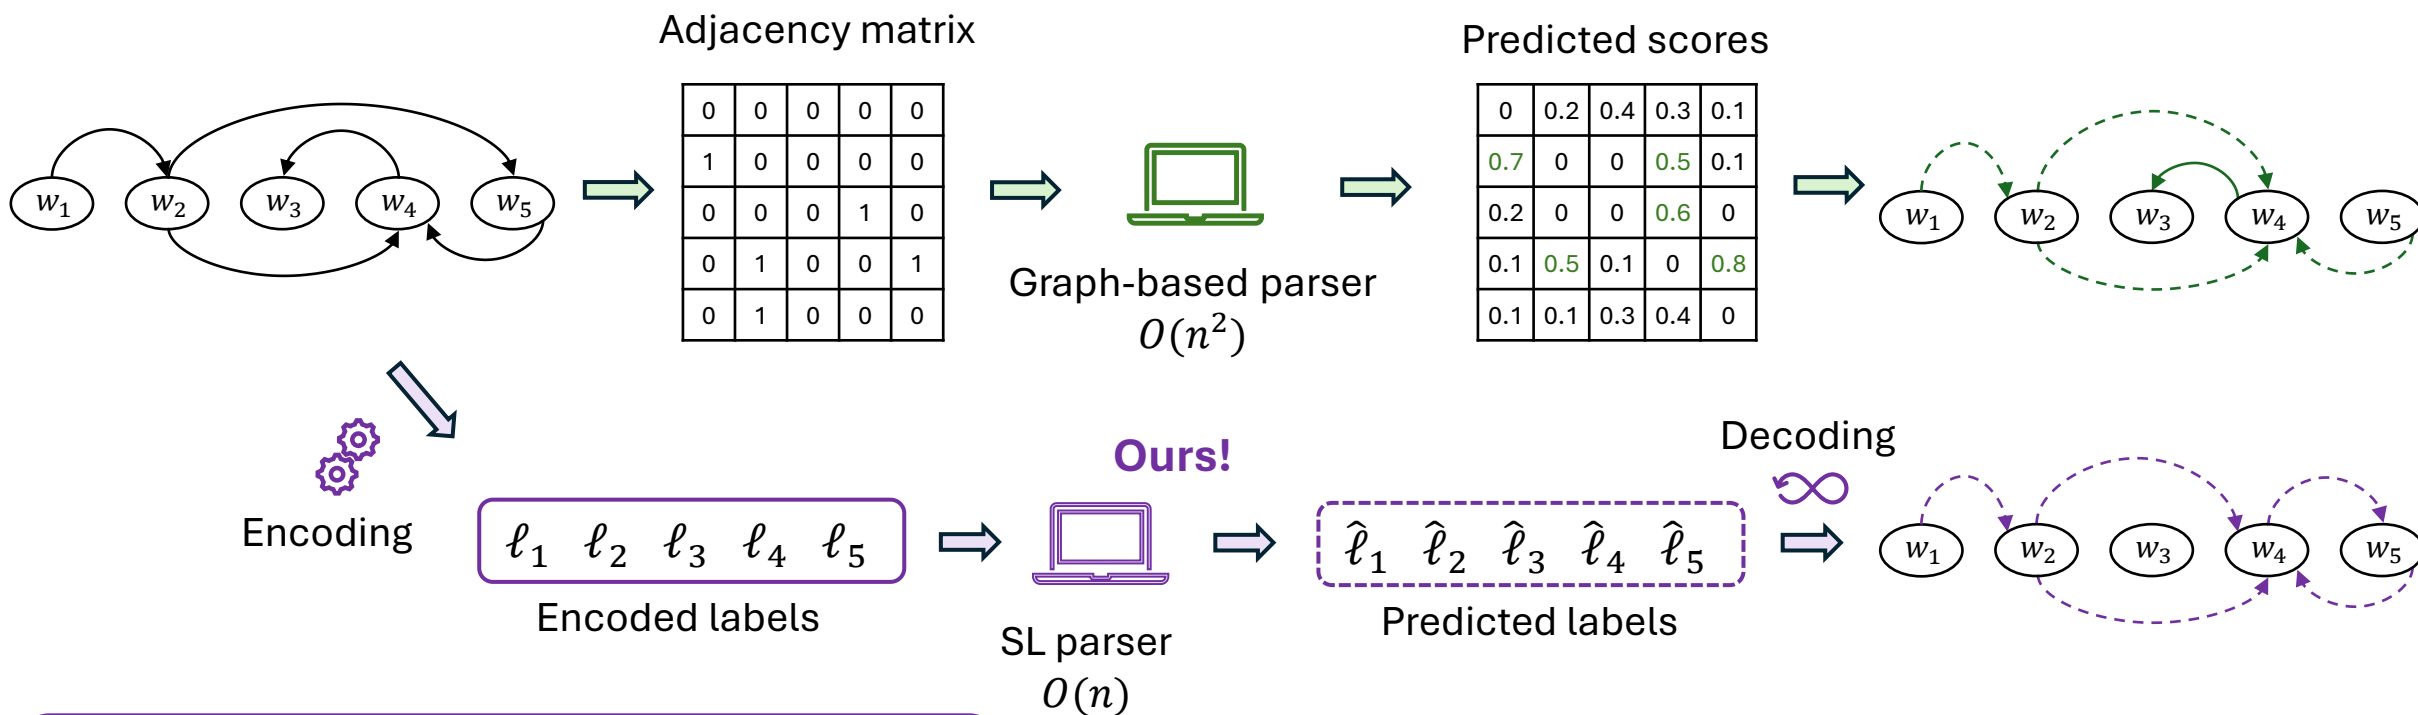 Adjacency matrix
Predicted scores
0 0 0 0 0
1 0 0 0 0
0 0 0 1 0
0 1 0 0 1
0 1 0 0 0
0 0.2 0.4 0.3 0.1
0.7 0 0 0.5 0.1
0.2 0 0 0.6 0
0.1 0.5 0.1 0 0.8
0.1 0.1 0.3 0.4 0
w₁ w₂ w₃ w₄ w₅
w₁ w₂ w₃ w₄ w₅
Graph-based parser
O(n²)
Encoding
Ours!
Decoding
ℓ₁ ℓ₂ ℓ₃ ℓ₄ ℓ₅
Encoded labels
SL parser
O(n)
ℓ̂₁ ℓ̂₂ ℓ̂₃ ℓ̂₄ ℓ̂₅
Predicted labels
w₁ w₂ w₃ w₄ w₅